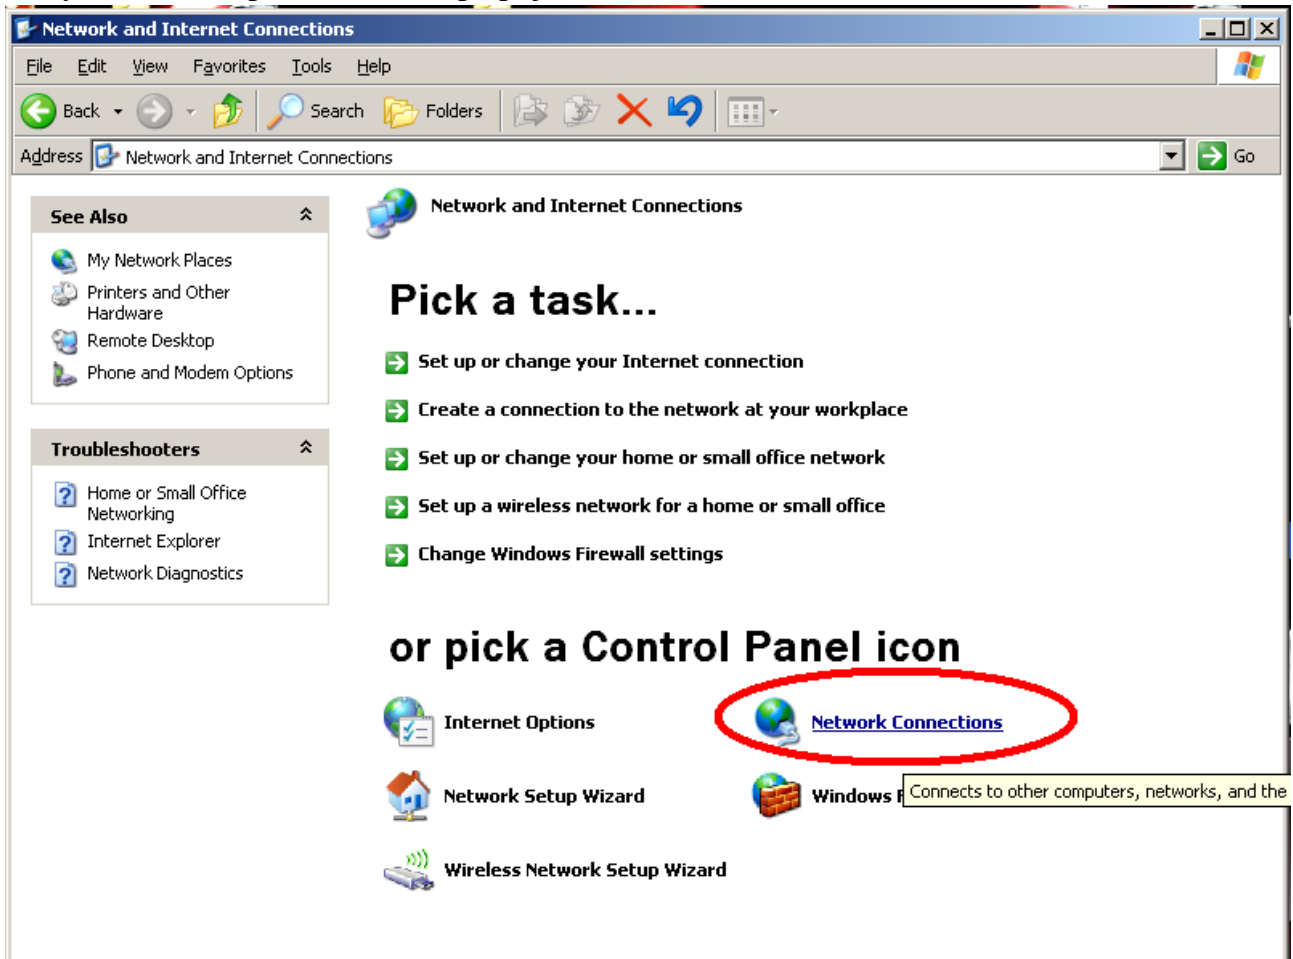 Network and Internet Connections
File Edit View Favorites Tools Help
Back Search Folders
Address Network and Internet Connections Go
See Also
My Network Places
Printers and Other
Hardware
Remote Desktop
Phone and Modem Options
Troubleshooters
Home or Small Office
Networking
Internet Explorer
Network Diagnostics
Network and Internet Connections
Pick a task...
Set up or change your Internet connection
Create a connection to the network at your workplace
Set up or change your home or small office network
Set up a wireless network for a home or small office
Change Windows Firewall settings
or pick a Control Panel icon
Internet Options
Network Connections
Network Setup Wizard
Windows F
Connects to other computers, networks, and the
Wireless Network Setup Wizard